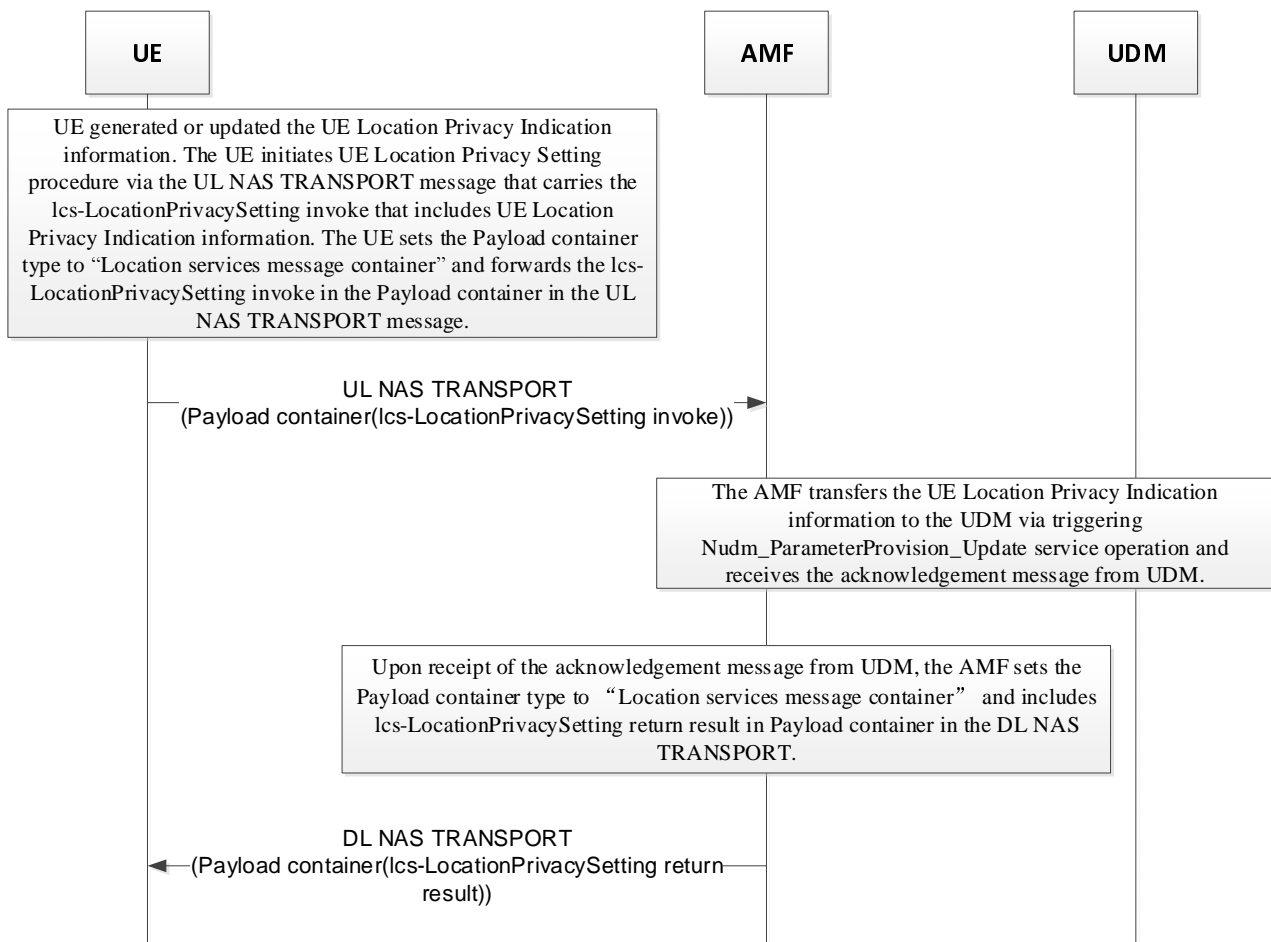 UE
AMF
UDM
UE generated or updated the UE Location Privacy Indication
information. The UE initiates UE Location Privacy Setting
procedure via the UL NAS TRANSPORT message that carries the
lcs-LocationPrivacySetting invoke that includes UE Location
Privacy Indication information. The UE sets the Payload container
type to “Location services message container” and forwards the lcs-
LocationPrivacySetting invoke in the Payload container in the UL
NAS TRANSPORT message.
UL NAS TRANSPORT
(Payload container(lcs-LocationPrivacySetting invoke))
The AMF transfers the UE Location Privacy Indication
information to the UDM via triggering
Nudm_ParameterProvision_Update service operation and
receives the acknowledgement message from UDM.
Upon receipt of the acknowledgement message from UDM, the AMF sets the
Payload container type to “Location services message container” and includes
lcs-LocationPrivacySetting return result in Payload container in the DL NAS
TRANSPORT.
DL NAS TRANSPORT
(Payload container(lcs-LocationPrivacySetting return
result))